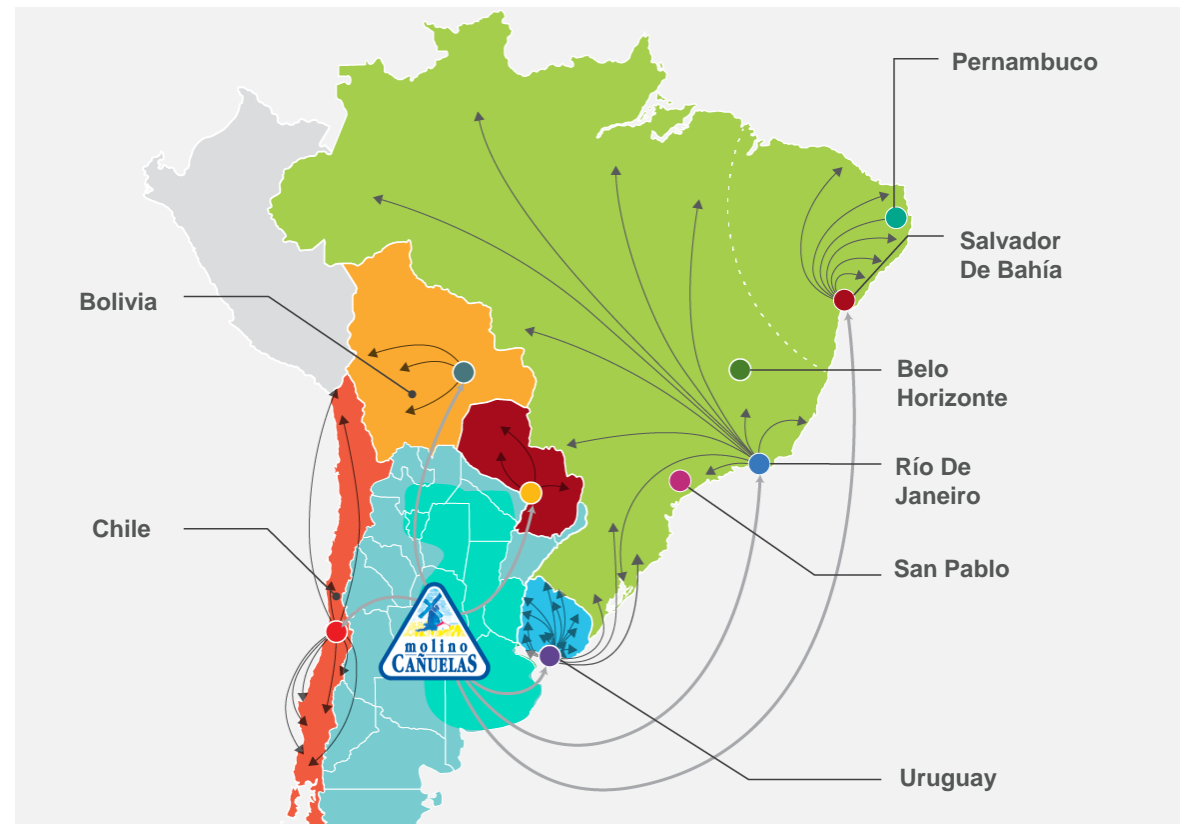 Pernambuco
Salvador
De Bahía
Bolivia
Belo
Horizonte
Río De
Janeiro
Chile
San Pablo
molino
CAÑUELAS
Uruguay